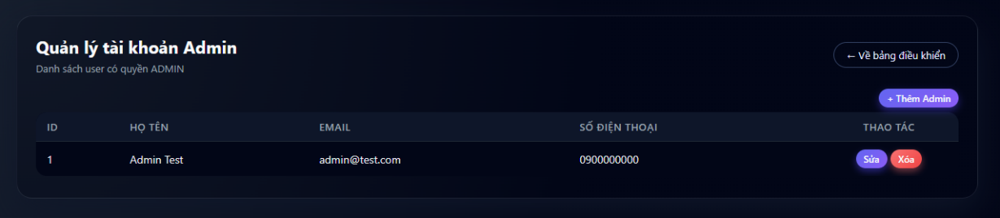 Quản lý tài khoản Admin
Danh sách user có quyền ADMIN
← Về bảng điều khiển
+ Thêm Admin
ID HỌ TÊN EMAIL SỐ ĐIỆN THOẠI THAO TÁC
1 Admin Test admin@test.com 0900000000 Sửa Xóa